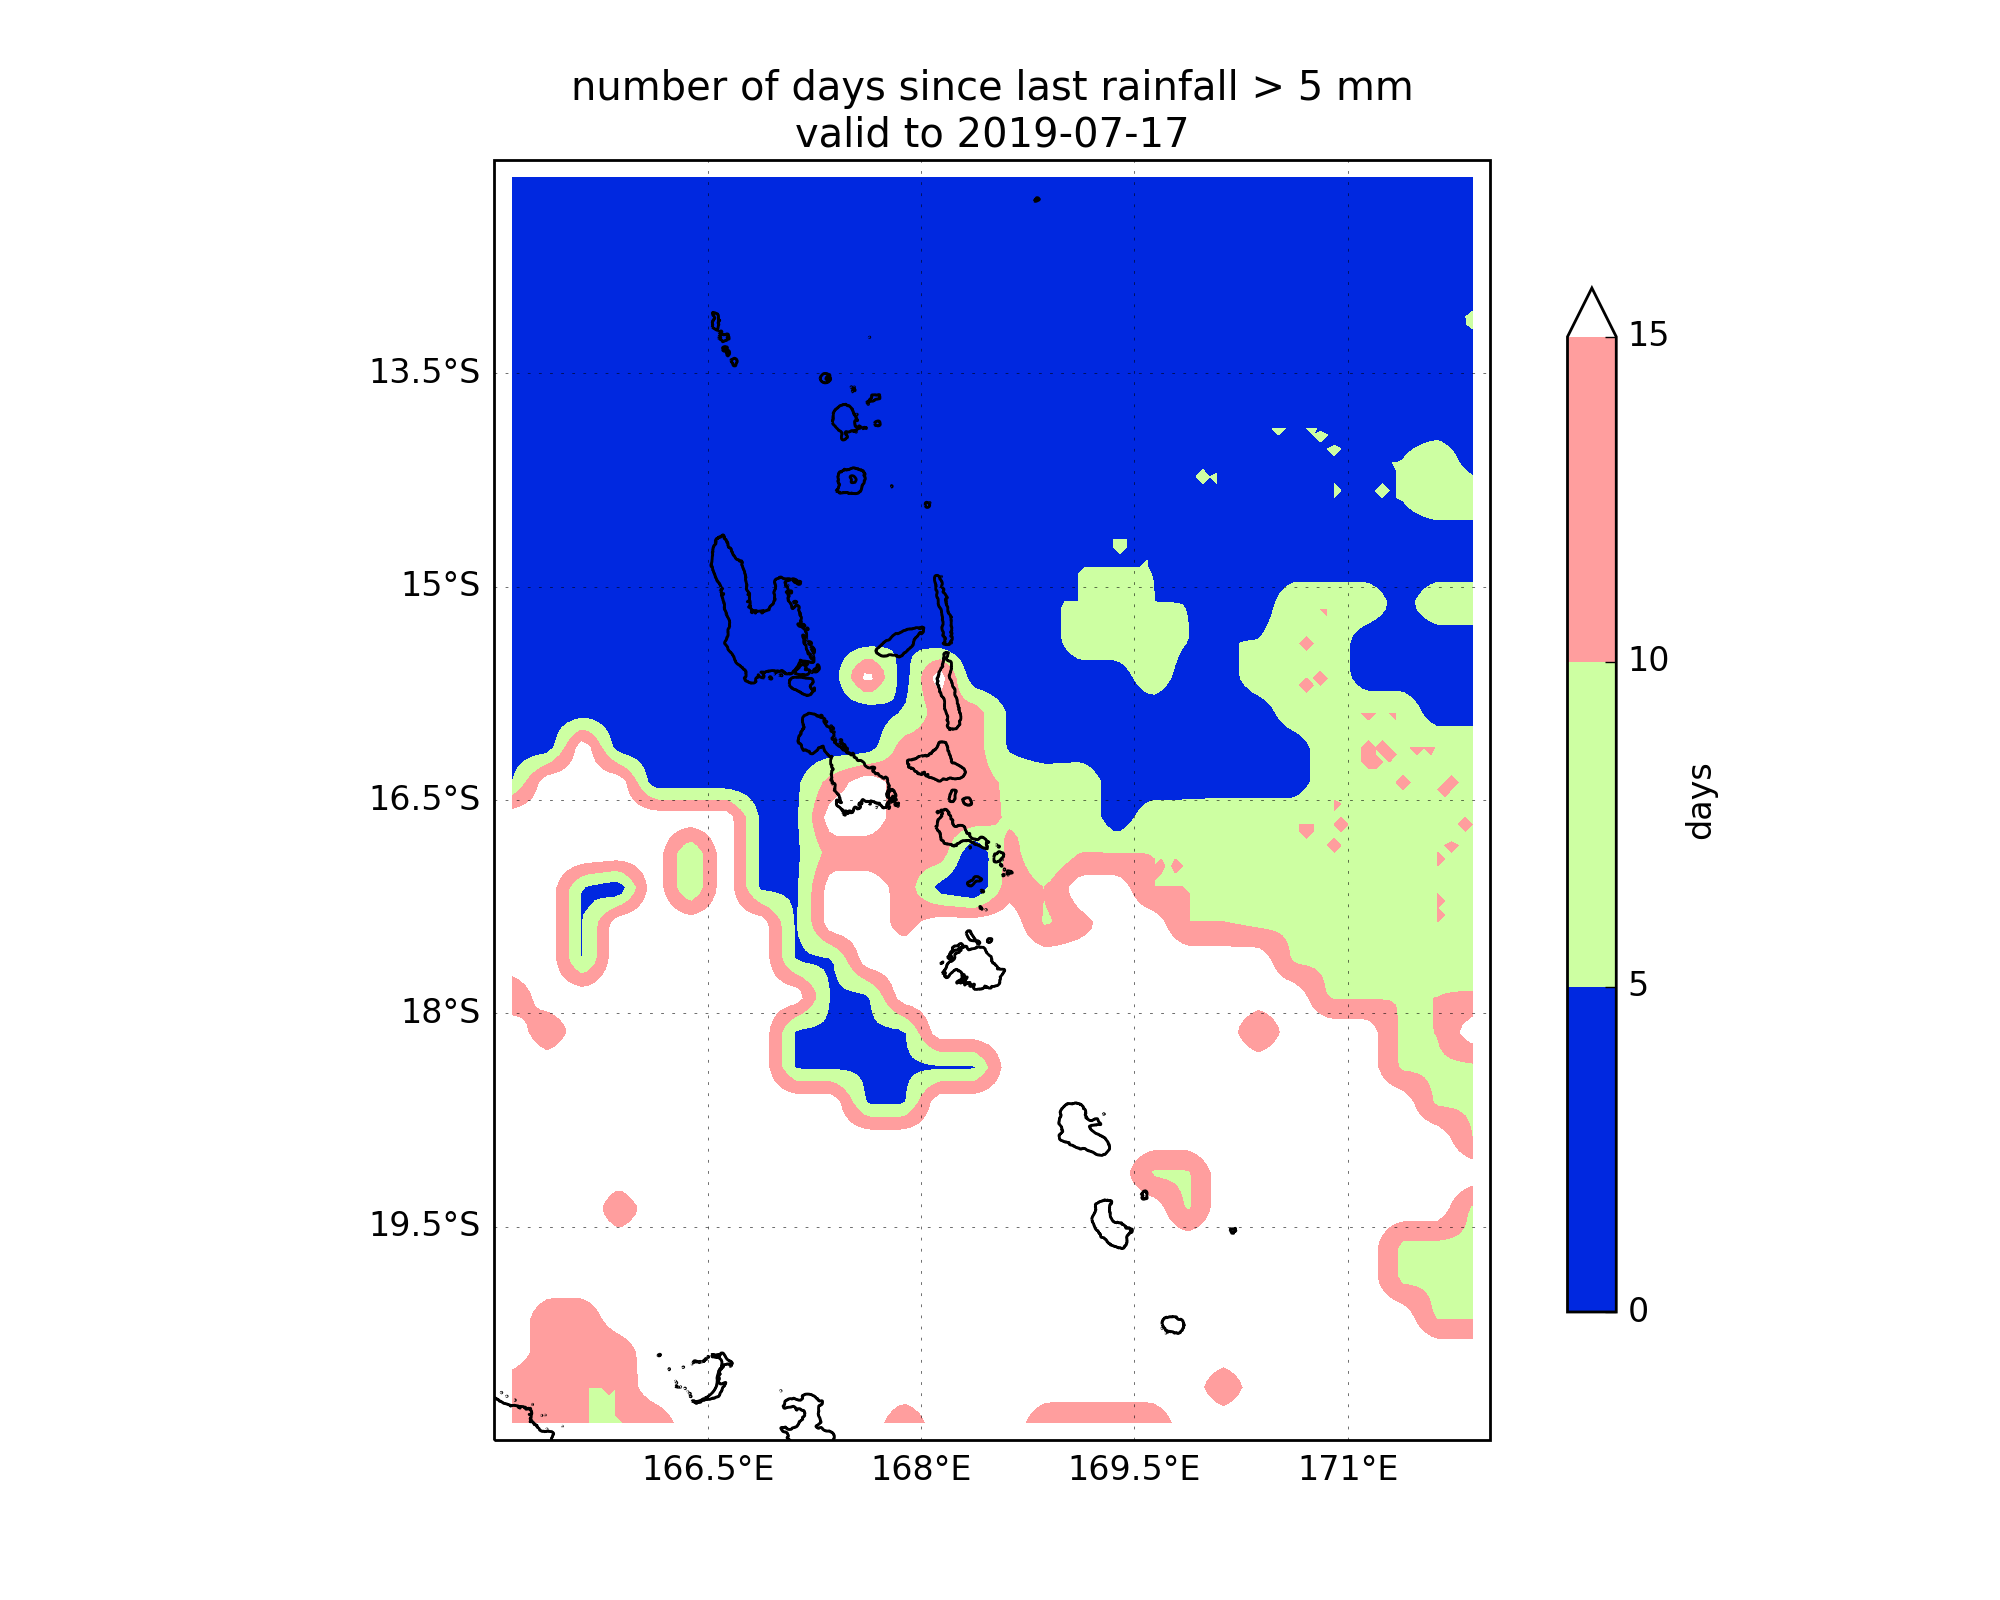 number of days since last rainfall > 5 mm
valid to 2019-07-17
13.5°S
15°S
16.5°S
18°S
19.5°S
166.5°E
168°E
169.5°E
171°E
15
10
5
0
days